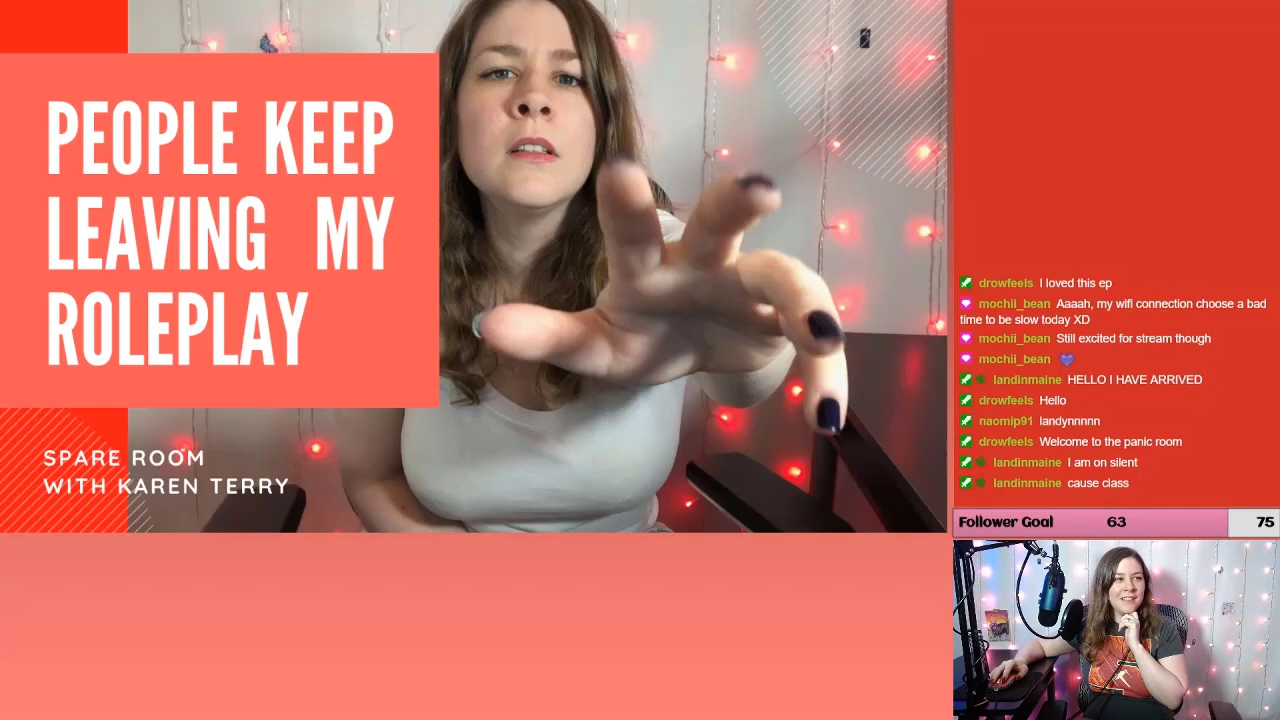 PEOPLE KEEP
LEAVING MY
ROLEPLAY
SPARE ROOM
WITH KAREN TERRY
drowfeels I loved this ep
mochii_bean Aaaah, my wifi connection choose a bad
time to be slow today XD
mochii_bean Still excited for stream though
mochii_bean
landinmaine HELLO I HAVE ARRIVED
drowfeels Hello
naomip91 landynnnnn
drowfeels Welcome to the panic room
landinmaine I am on silent
landinmaine cause class
Follower Goal 63 75